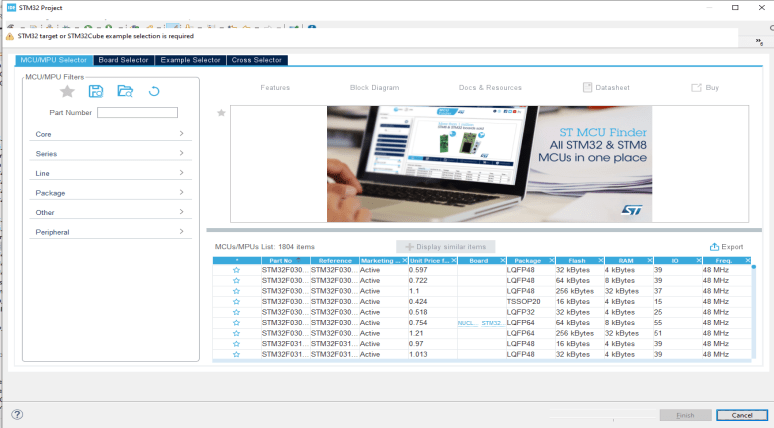 STM32 Project
STM32 target or STM32Cube example selection is required
MCU/MPU Selector Board Selector Example Selector Cross Selector
MCU/MPU Filters
Part Number
Core
Series
Line
Package
Other
Peripheral
Features Block Diagram Docs & Resources Datasheet Buy
ST MCU Finder
All STM32 & STM8
MCUs in one place
MCUs/MPUs List: 1804 items
Display similar items
Export
* Part No Reference Marketing ... Unit Price f... Board Package Flash RAM IO Freq.
STM32F030... STM32F030... Active 0.597 LQFP48 32 kBytes 4 kBytes 39 48 MHz
STM32F030... STM32F030... Active 0.722 LQFP48 64 kBytes 8 kBytes 39 48 MHz
STM32F030... STM32F030... Active 1.1 LQFP48 256 kBytes 32 kBytes 37 48 MHz
STM32F030... STM32F030... Active 0.424 TSSOP20 16 kBytes 4 kBytes 15 48 MHz
STM32F030... STM32F030... Active 0.518 LQFP32 32 kBytes 4 kBytes 25 48 MHz
STM32F030... STM32F030... Active 0.754 NUCL... STM32... LQFP64 64 kBytes 8 kBytes 55 48 MHz
STM32F030... STM32F030... Active 1.21 LQFP64 256 kBytes 32 kBytes 51 48 MHz
STM32F031... STM32F031... Active 0.97 LQFP48 16 kBytes 4 kBytes 39 48 MHz
STM32F031... STM32F031... Active 1.013 LQFP48 32 kBytes 4 kBytes 39 48 MHz
Finish Cancel